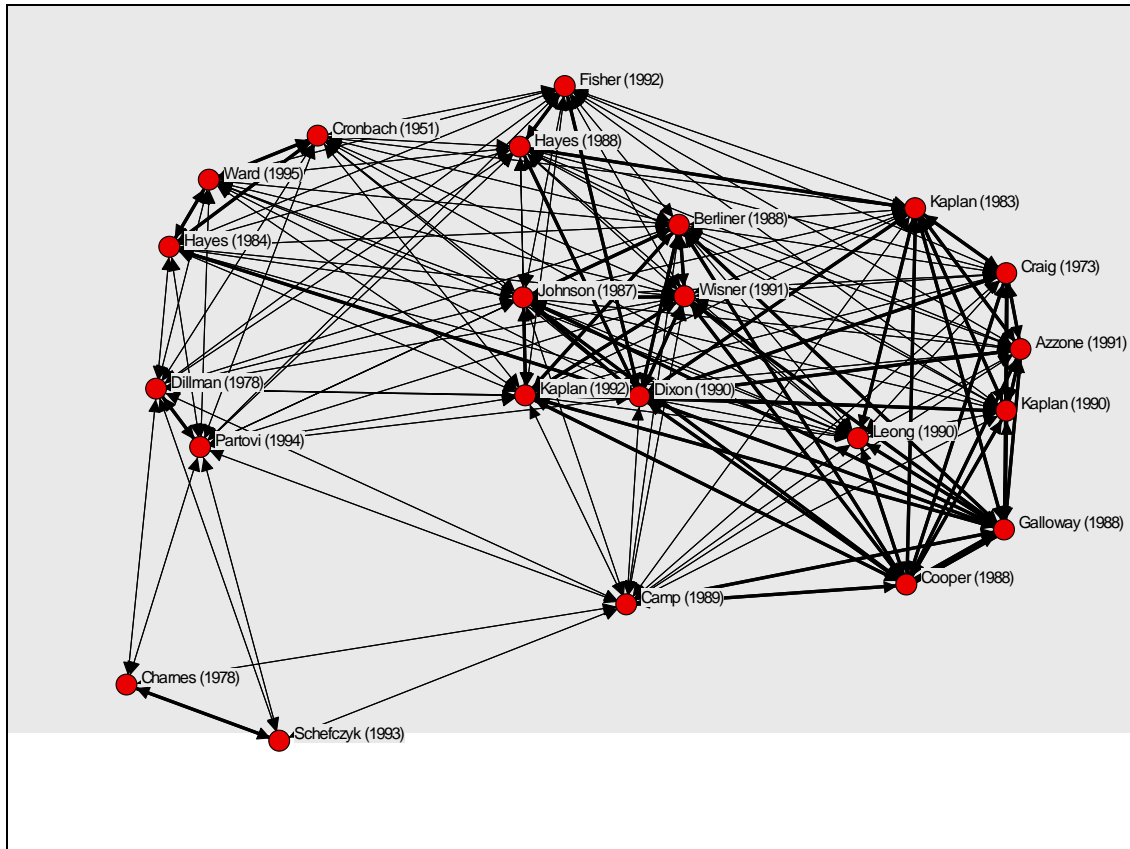 Fisher (1992)
Cronbach (1951)
Hayes (1988)
Ward (1995)
Kaplan (1983)
Berliner (1988)
Hayes (1984)
Craig (1973)
Johnson (1987)
Wisner (1991)
Azzone (1991)
Dillman (1978)
Kaplan (1992)
Dixon (1990)
Kaplan (1990)
Partovi (1994)
Leong (1990)
Galloway (1988)
Cooper (1988)
Camp (1989)
Charnes (1978)
Schefczyk (1993)